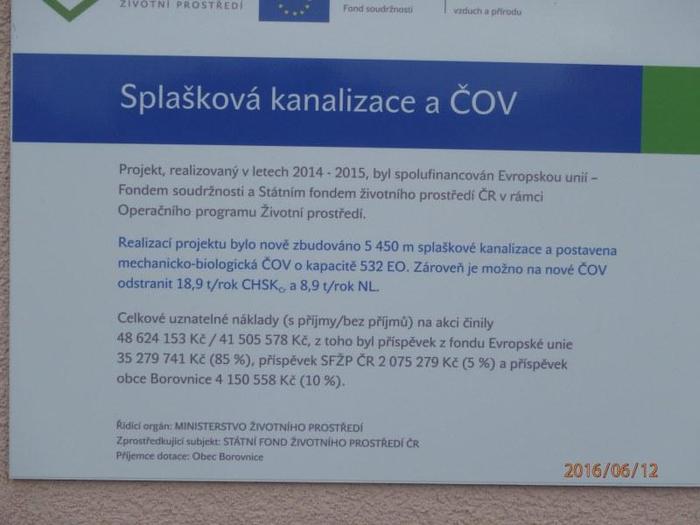 ŽIVOTNÍ PROSTŘEDÍ
Fond soudržnosti
vzduch a přírodu
Splašková kanalizace a ČOV
Projekt, realizovaný v letech 2014 - 2015, byl spolufinancován Evropskou unií –
Fondem soudržnosti a Státním fondem životního prostředí ČR v rámci
Operačního programu Životní prostředí.
Realizací projektu bylo nově zbudováno 5 450 m splaškové kanalizace a postavena
mechanicko-biologická ČOV o kapacitě 532 EO. Zároveň je možno na nové ČOV
odstranit 18,9 t/rok CHSKcr a 8,9 t/rok NL.
Celkové uznatelné náklady (s příjmy/bez příjmů) na akci činily
48 624 153 Kč / 41 505 578 Kč, z toho byl příspěvek z fondu Evropské unie
35 279 741 Kč (85 %), příspěvek SFŽP ČR 2 075 279 Kč (5 %) a příspěvek
obce Borovnice 4 150 558 Kč (10 %).
Řídící orgán: MINISTERSTVO ŽIVOTNÍHO PROSTŘEDÍ
Zprostředkující subjekt: STÁTNÍ FOND ŽIVOTNÍHO PROSTŘEDÍ ČR
Příjemce dotace: Obec Borovnice
2016/06/12